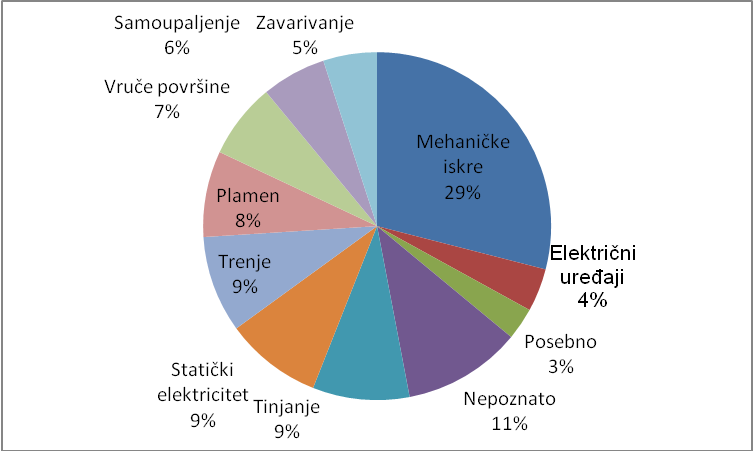 Samoupaljenje
6%
Zavarivanje
5%
Vruče površine
7%
Mehaničke
iskre
29%
Plamen
8%
Električni
uređaji
4%
Trenje
9%
Posebno
3%
Statički
elektricitet
9%
Tinjanje
9%
Nepoznato
11%